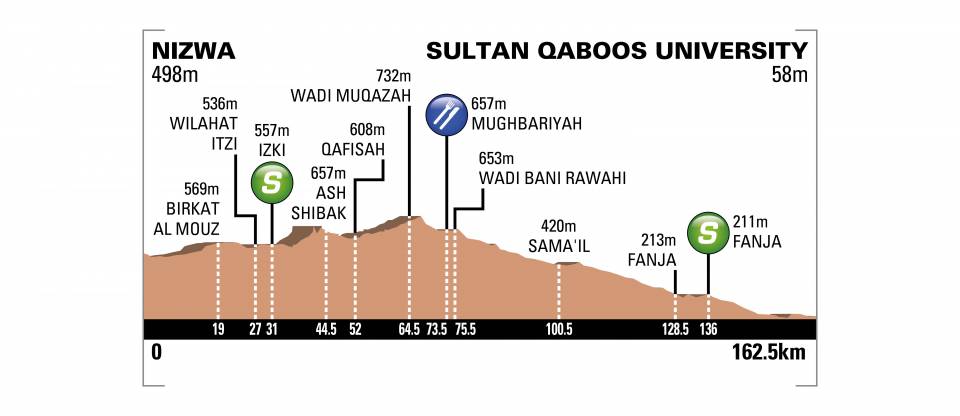 NIZWA
498m
SULTAN QABOOS UNIVERSITY
58m
569m
BIRKAT
AL MOUZ
536m
WILAHAT
ITZI
557m
IZKI
S
657m
ASH
SHIBAK
608m
QAFISAH
732m
WADI MUQAZAH
657m
MUGHBARIYAH
653m
WADI BANI RAWAHI
420m
SAMA'IL
213m
FANJA
S
211m
FANJA
19 27 31 44.5 52 64.5 73.5 75.5 100.5 128.5 136
0 162.5km